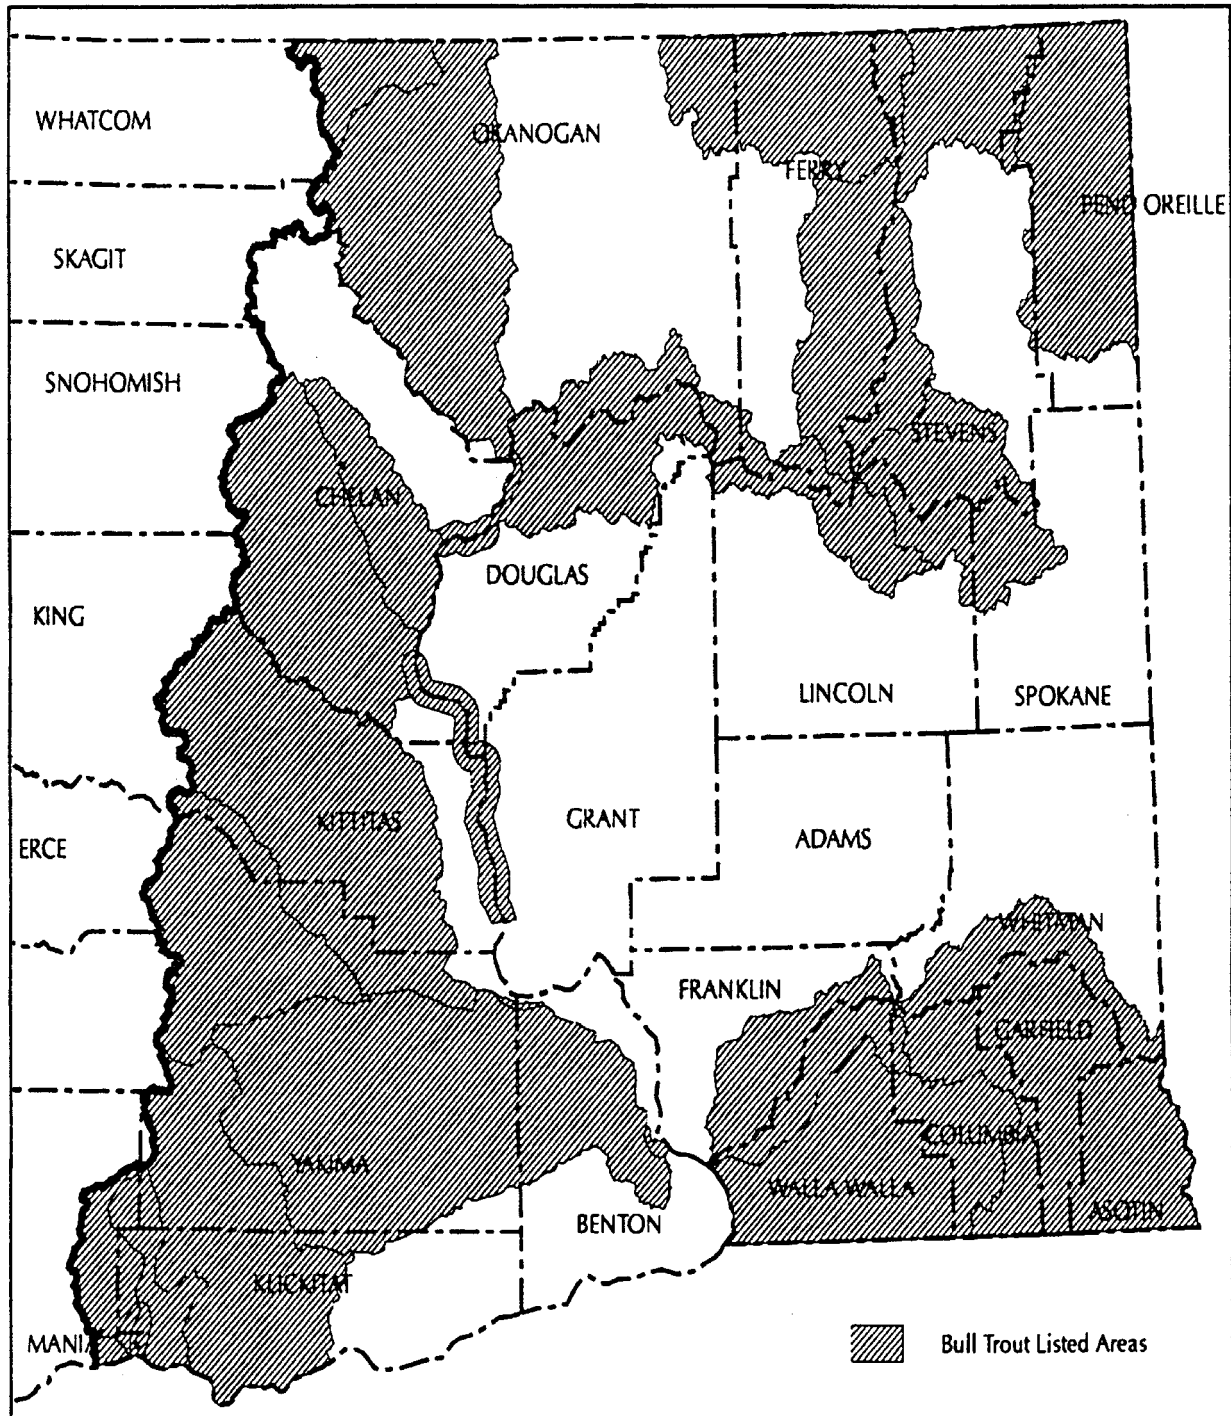 WHATCOM
OKANOGAN
FERRY
PEND OREILLE
SKAGIT
SNOHOMISH
STEVENS
CHELAN
DOUGLAS
KING
LINCOLN
SPOKANE
KITTITAS
GRANT
ADAMS
ERCE
WHITMAN
FRANKLIN
GARFIELD
COLUMBIA
YAKIMA
WALLA WALLA
ASOTIN
BENTON
KLICKITAT
MANIA
Bull Trout Listed Areas